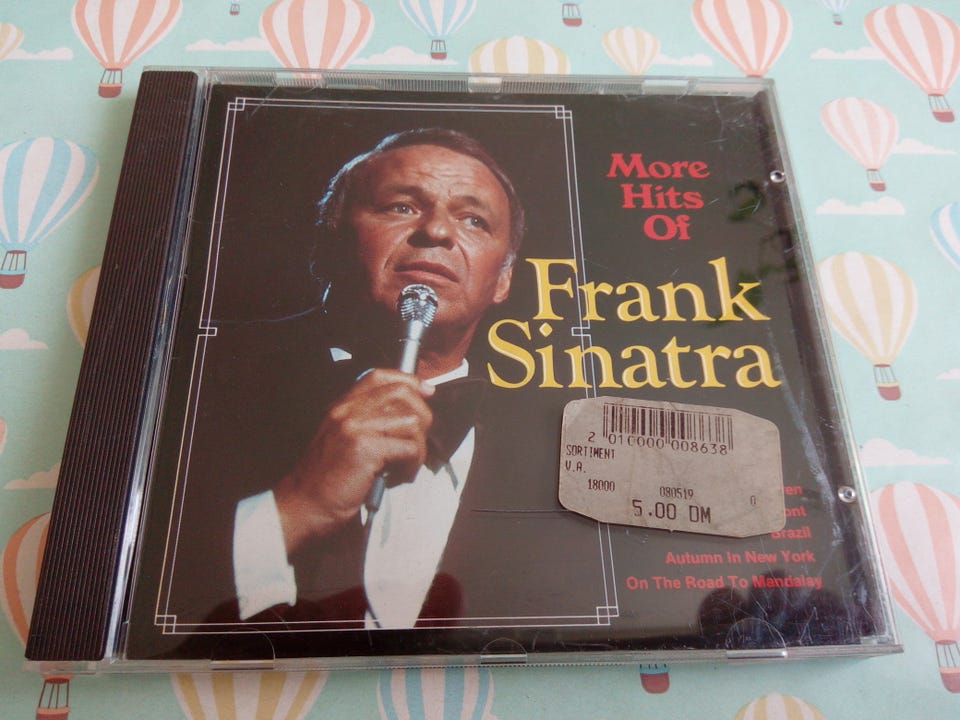 More
Hits
Of
Frank
Sinatra
2 010000 008638
SORTIMENT
V.A.
18000 080519 0
5.00 DM
Brazil
Autumn In New York
On The Road To Mandalay